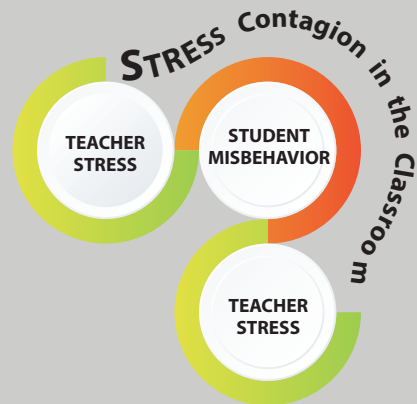 STRESS Contagion in the Classroom
TEACHER
STRESS
STUDENT
MISBEHAVIOR
TEACHER
STRESS